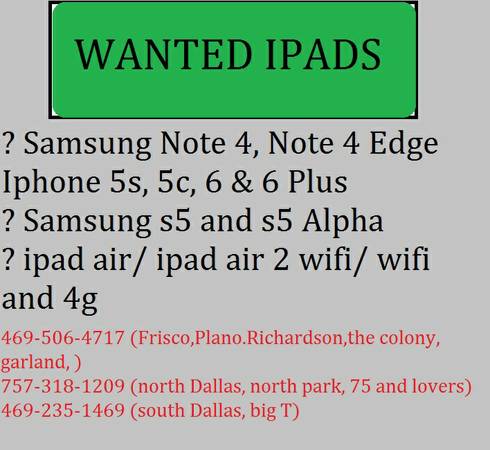 WANTED IPADS
? Samsung Note 4, Note 4 Edge
Iphone 5s, 5c, 6 & 6 Plus
? Samsung s5 and s5 Alpha
? ipad air/ ipad air 2 wifi/ wifi
and 4g
469-506-4717 (Frisco,Plano.Richardson,the colony,
garland, )
757-318-1209 (north Dallas, north park, 75 and lovers)
469-235-1469 (south Dallas, big T)